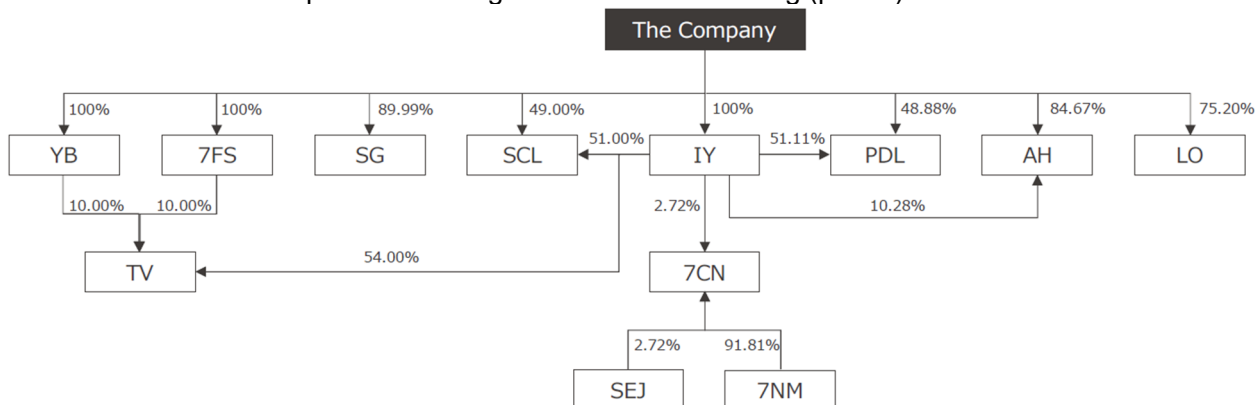 The Company
100% 100% 89.99% 49.00% 100% 48.88% 84.67% 75.20%
YB 7FS SG SCL 51.00% IY 51.11% PDL AH LO
10.00% 10.00% 2.72% 10.28%
54.00%
TV 7CN
2.72% 91.81%
SEJ 7NM